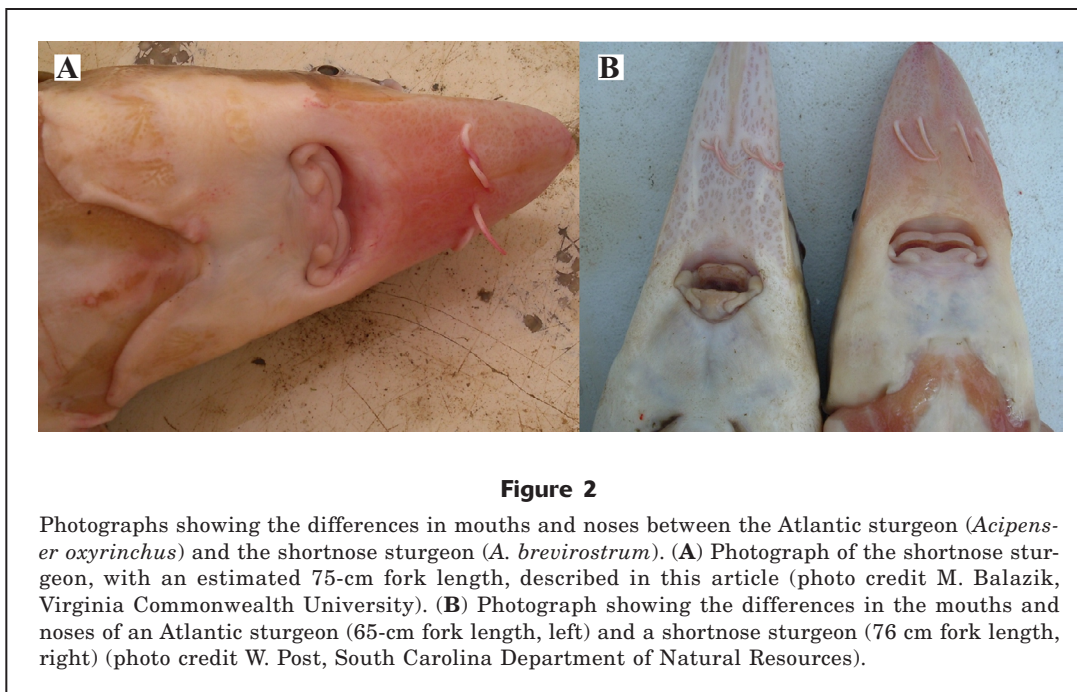 A
B
Figure 2
Photographs showing the differences in mouths and noses between the Atlantic sturgeon (Acipens-
er oxyrinchus) and the shortnose sturgeon (A. brevirostrum). (A) Photograph of the shortnose stur-
geon, with an estimated 75-cm fork length, described in this article (photo credit M. Balazik,
Virginia Commonwealth University). (B) Photograph showing the differences in the mouths and
noses of an Atlantic sturgeon (65-cm fork length, left) and a shortnose sturgeon (76 cm fork length,
right) (photo credit W. Post, South Carolina Department of Natural Resources).